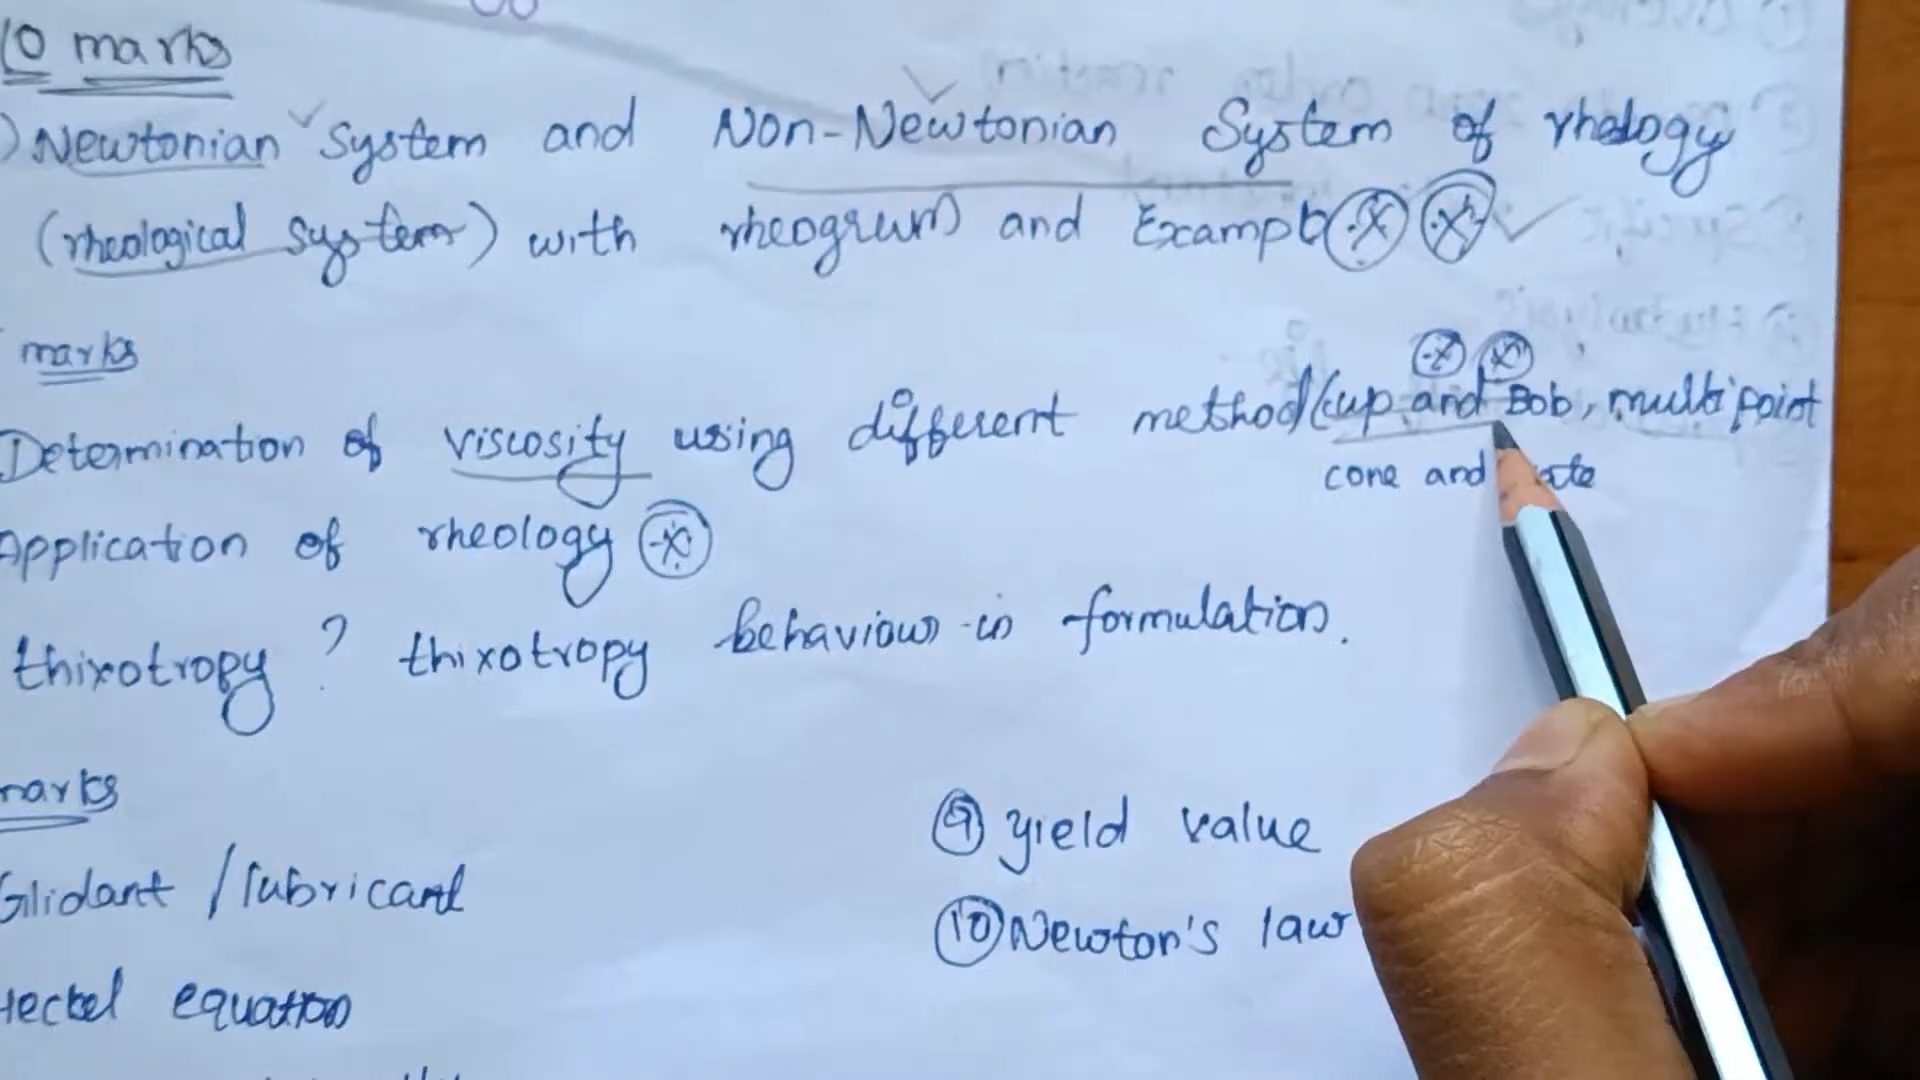 10 marks
) Newtonian System and Non-Newtonian System of rhelogy
(rheological system) with rheogram and Example
marks
Determination of viscosity using different method (cup and Bob, multipoint
cone and
Application of rheology
thixotropy ? thixotropy behaviour in formulation.
marks
Glidant / lubricant
Heckel equation
9 yield value
10 Newton's law